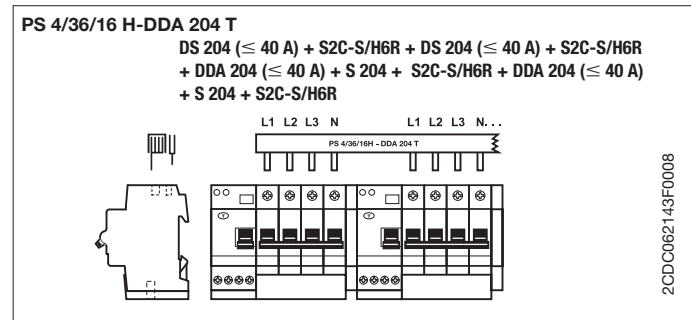 PS 4/36/16 H-DDA 204 T
DS 204 (≤ 40 A) + S2C-S/H6R + DS 204 (≤ 40 A) + S2C-S/H6R
+ DDA 204 (≤ 40 A) + S 204 + S2C-S/H6R + DDA 204 (≤ 40 A)
+ S 204 + S2C-S/H6R
L1 L2 L3 N L1 L2 L3 N...
PS 4/36/16H - DDA 204 T
2CDC062143F0008